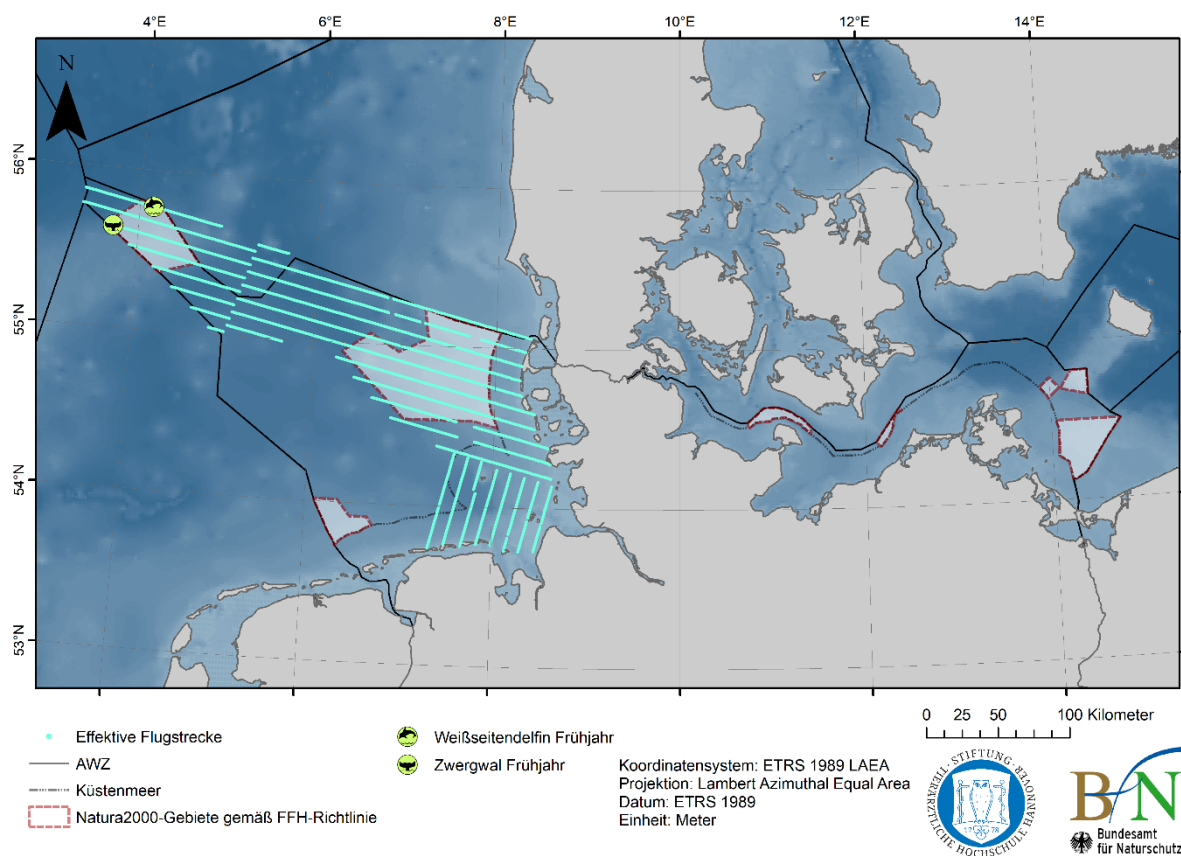 4°E 6°E 8°E 10°E 12°E 14°E
N
56°N
55°N
54°N
53°N
Effektive Flugstrecke
AWZ
Küstenmeer
Natura2000-Gebiete gemäß FFH-Richtlinie
Weißseitendelfin Frühjahr
Zwergwal Frühjahr
Koordinatensystem: ETRS 1989 LAEA
Projektion: Lambert Azimuthal Equal Area
Datum: ETRS 1989
Einheit: Meter
0 25 50 100 Kilometer
STIFTUNG · TIERÄRZTLICHE HOCHSCHULE HANNOVER
1778
BfN
Bundesamt
für Naturschutz